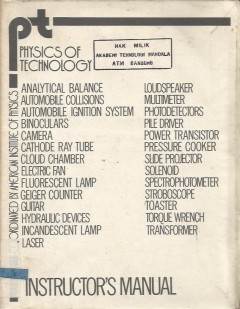 pt
PHYSICS OF
TECHNOLOGY
HAK MILIK
AKADEMI TEKNOLOGI MANDALA
ATM BANDUNG
COORDINATED BY AMERICAN INSTITUTE OF PHYSICS
ANALYTICAL BALANCE
AUTOMOBILE COLLISIONS
AUTOMOBILE IGNITION SYSTEM
BINOCULARS
CAMERA
CATHODE RAY TUBE
CLOUD CHAMBER
ELECTRIC FAN
FLUORESCENT LAMP
GEIGER COUNTER
GUITAR
HYDRAULIC DEVICES
INCANDESCENT LAMP
LASER
LOUDSPEAKER
MULTIMETER
PHOTODETECTORS
PILE DRIVER
POWER TRANSISTOR
PRESSURE COOKER
SLIDE PROJECTOR
SOLENOID
SPECTROPHOTOMETER
STROBOSCOPE
TOASTER
TORQUE WRENCH
TRANSFORMER
INSTRUCTOR'S MANUAL